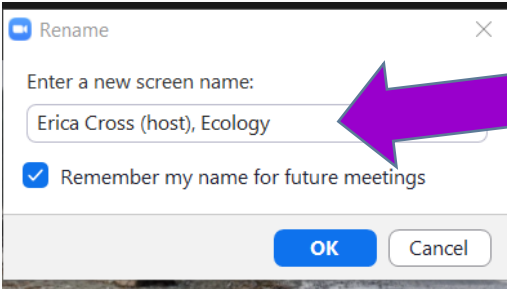 Rename
Enter a new screen name:
Erica Cross (host), Ecology
Remember my name for future meetings
OK
Cancel